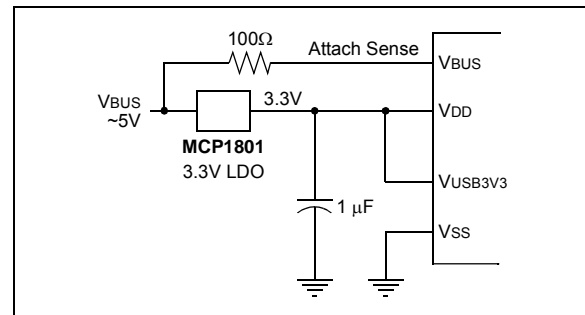 100Ω
Attach Sense
VBUS
VBUS
~5V
3.3V
VDD
MCP1801
3.3V LDO
VUSB3V3
1 μF
VSS